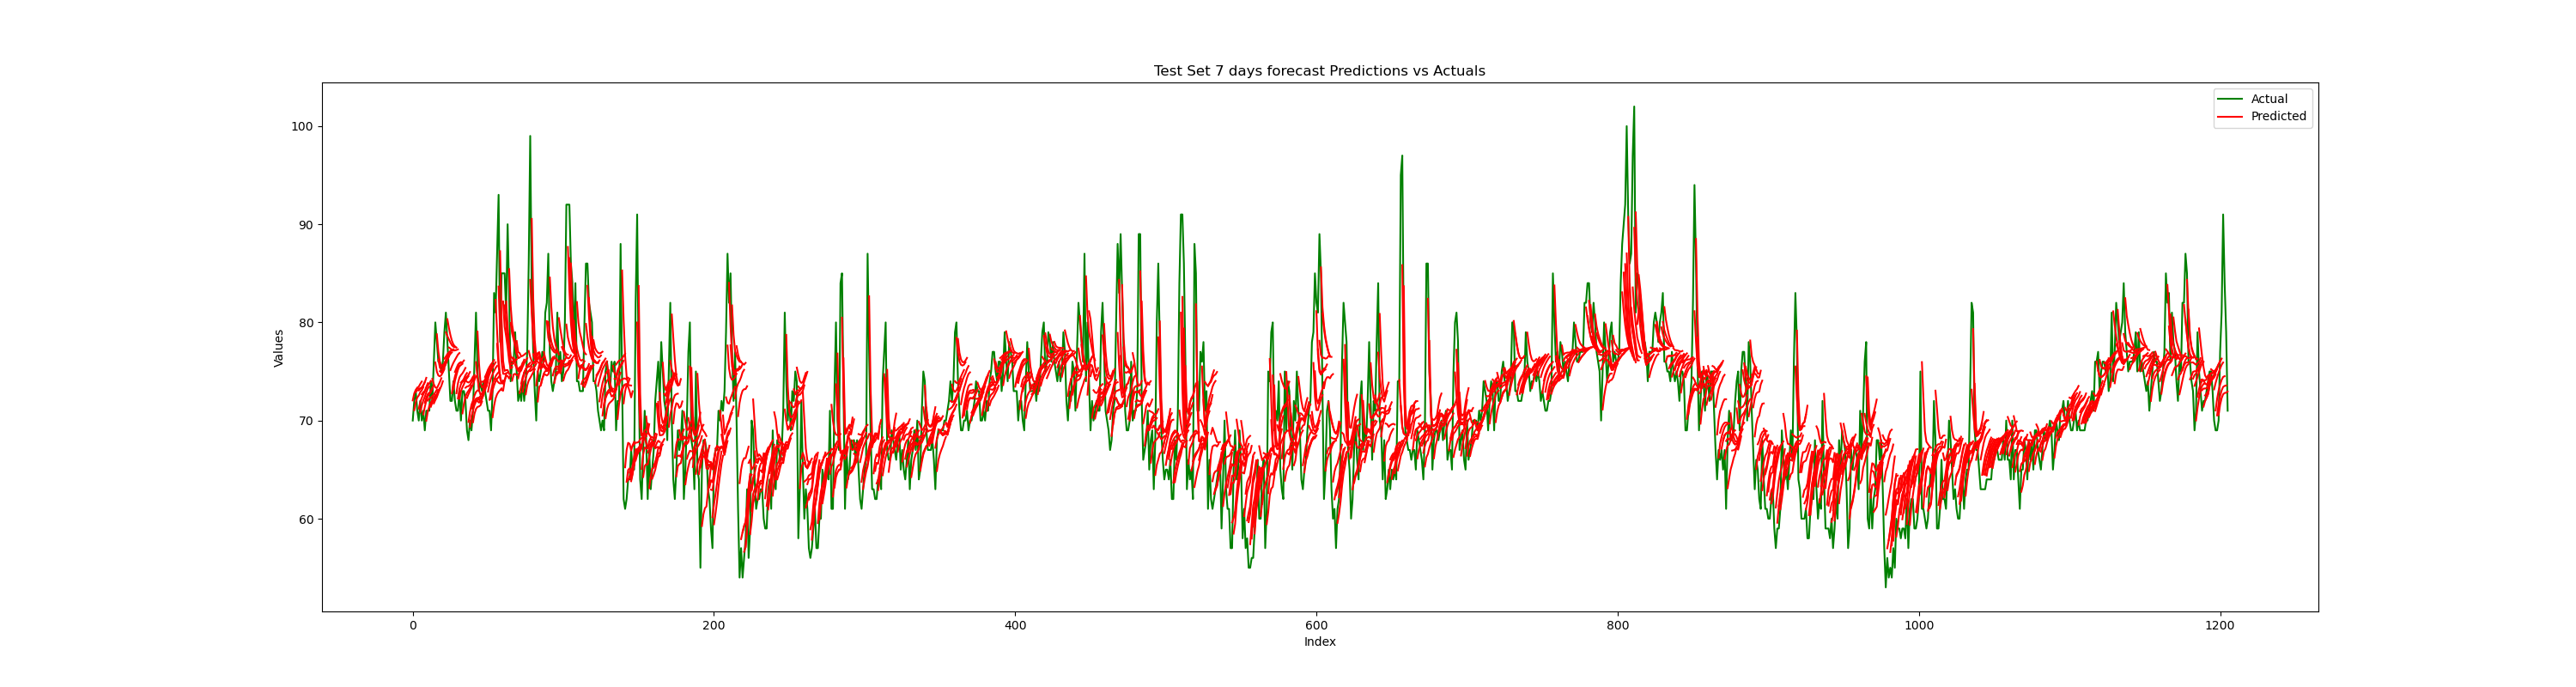 Test Set 7 days forecast Predictions vs Actuals
Actual
Predicted
100
90
80
70
60
Values
0 200 400 600 800 1000 1200
Index